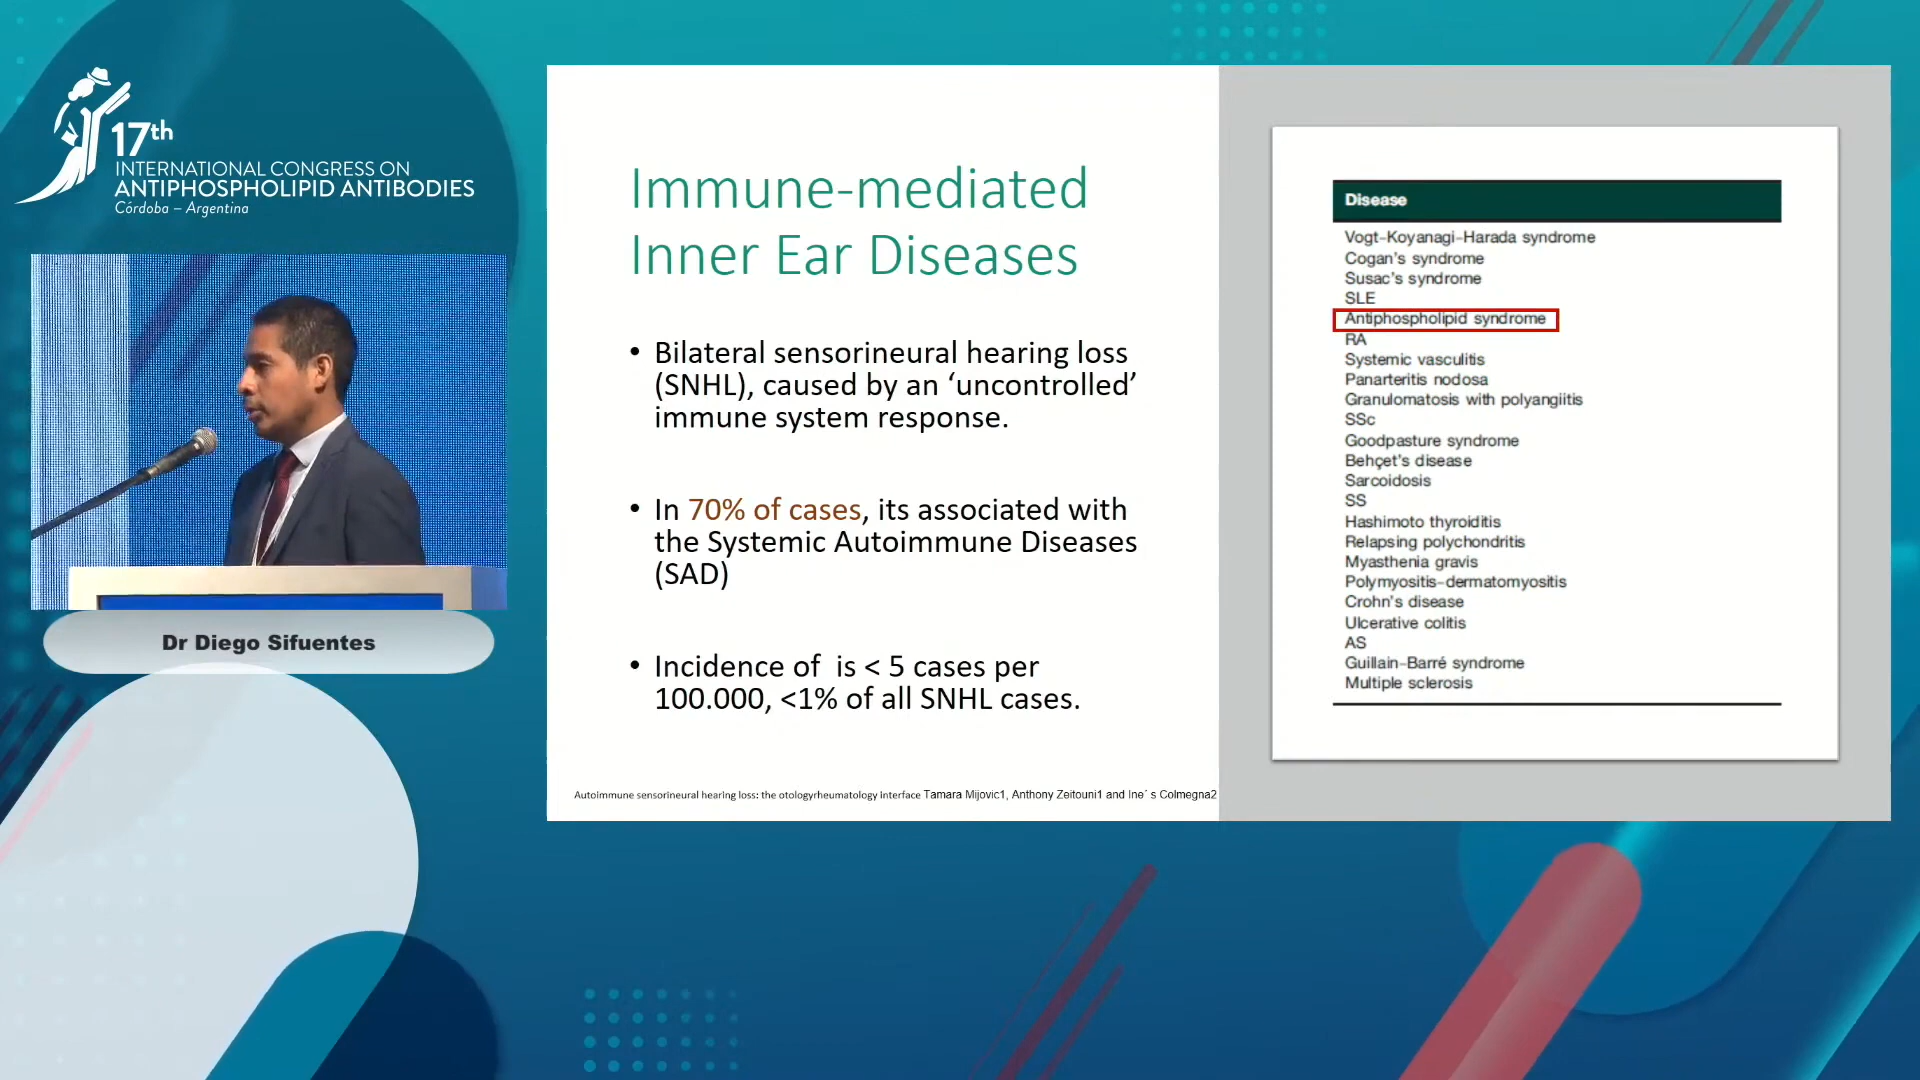 17th
INTERNATIONAL CONGRESS ON
ANTIPHOSPHOLIPID ANTIBODIES
Córdoba – Argentina
Dr Diego Sifuentes
Immune-mediated
Inner Ear Diseases
• Bilateral sensorineural hearing loss
(SNHL), caused by an ‘uncontrolled’
immune system response.
• In 70% of cases, its associated with
the Systemic Autoimmune Diseases
(SAD)
• Incidence of  is < 5 cases per
100.000, <1% of all SNHL cases.
Autoimmune sensorineural hearing loss: the otologyrheumatology interface Tamara Mijovic1, Anthony Zeitouni1 and Ine´ s Colmegna2
Disease
Vogt–Koyanagi–Harada syndrome
Cogan's syndrome
Susac's syndrome
SLE
Antiphospholipid syndrome
RA
Systemic vasculitis
Panarteritis nodosa
Granulomatosis with polyangiitis
SSc
Goodpasture syndrome
Behçet's disease
Sarcoidosis
SS
Hashimoto thyroiditis
Relapsing polychondritis
Myasthenia gravis
Polymyositis–dermatomyositis
Crohn's disease
Ulcerative colitis
AS
Guillain–Barré syndrome
Multiple sclerosis